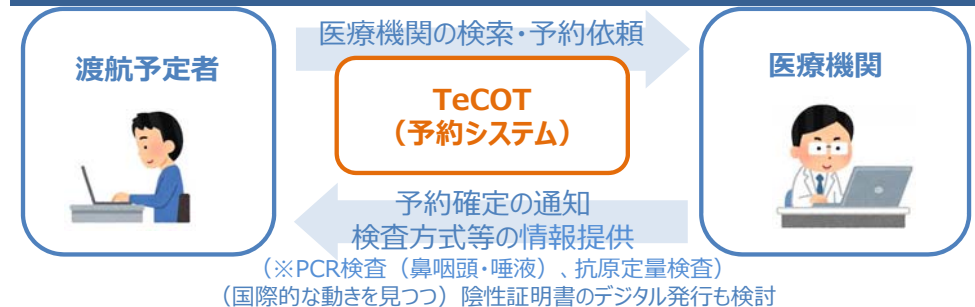 医療機関の検索・予約依頼
渡航予定者
医療機関
TeCOT
（予約システム）
予約確定の通知
検査方式等の情報提供
（※PCR検査（鼻咽頭・唾液）、抗原定量検査）
（国際的な動きを見つつ）陰性証明書のデジタル発行も検討